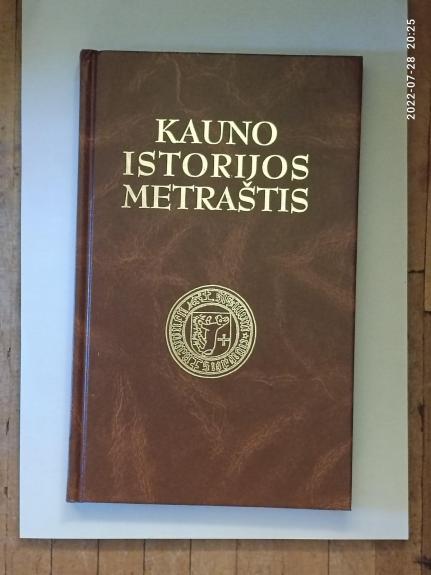 KAUNO
ISTORIJOS
METRAŠTIS
2022-07-28 20:25